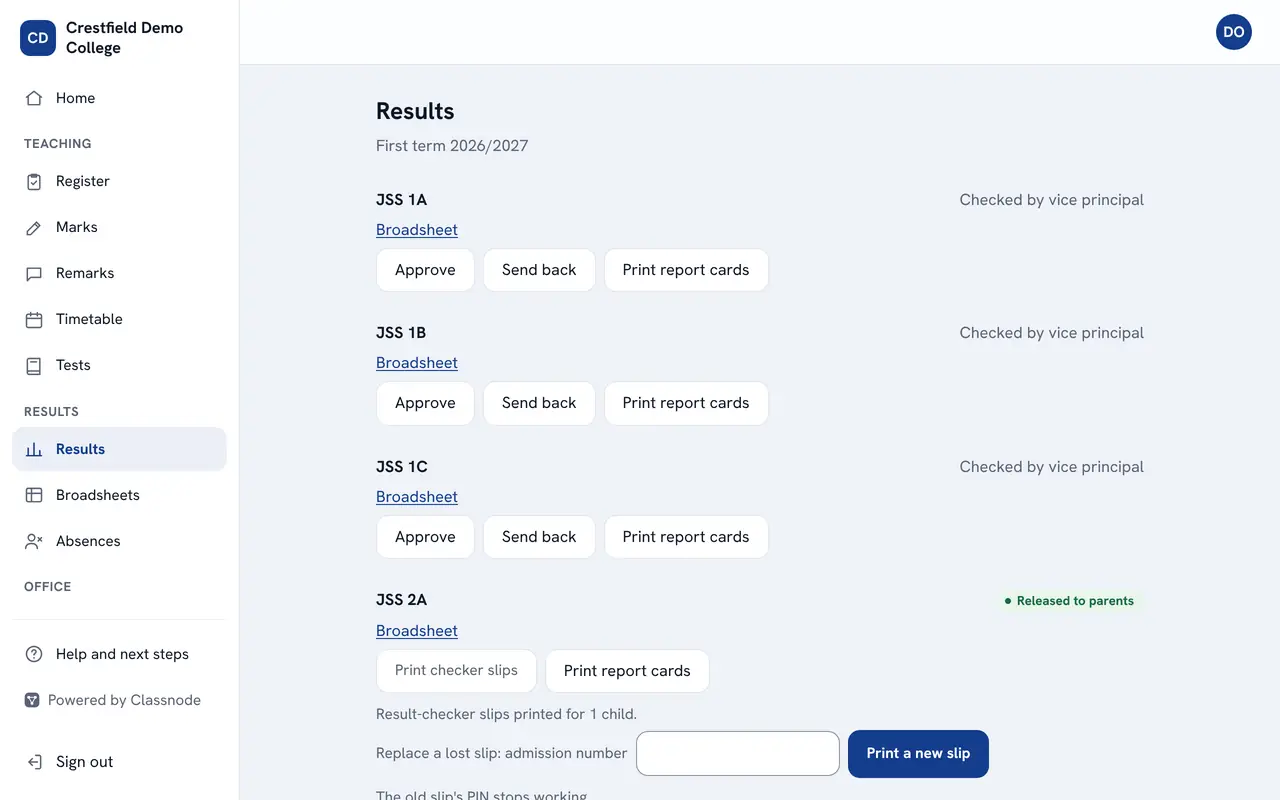 CD
Crestfield Demo
College
Home
TEACHING
Register
Marks
Remarks
Timetable
Tests
RESULTS
Results
Broadsheets
Absences
OFFICE
Help and next steps
Powered by Classnode
Sign out
DO
Results
First term 2026/2027
JSS 1A Checked by vice principal
Broadsheet
Approve Send back Print report cards
JSS 1B Checked by vice principal
Broadsheet
Approve Send back Print report cards
JSS 1C Checked by vice principal
Broadsheet
Approve Send back Print report cards
JSS 2A Released to parents
Broadsheet
Print checker slips Print report cards
Result-checker slips printed for 1 child.
Replace a lost slip: admission number Print a new slip
The old slip's PIN stops working